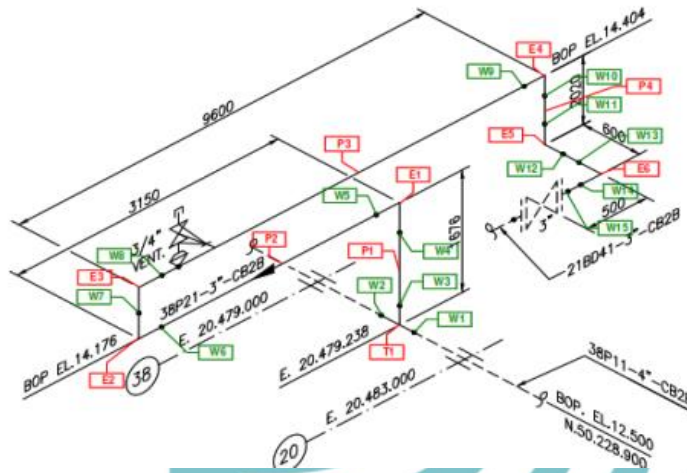 E4
BOP EL.14.404
W9
W10
P4
2020
W11
9600
P3
E5
600
W13
W12
E6
3150
E1
W14
W5
3"
500
3/4"
VENT.
W8
P2
1676
W15
21BD41-3"-CB2B
E3
P1
W4
W7
38P21-3"-CB2B
W2
W3
W1
E. 20.479.000
W6
T1
BOP EL.14.176
E2
38
E. 20.479.238
38P11-4"-CB2B
E. 20.483.000
BOP. EL.12.500
N.50.228.900
20